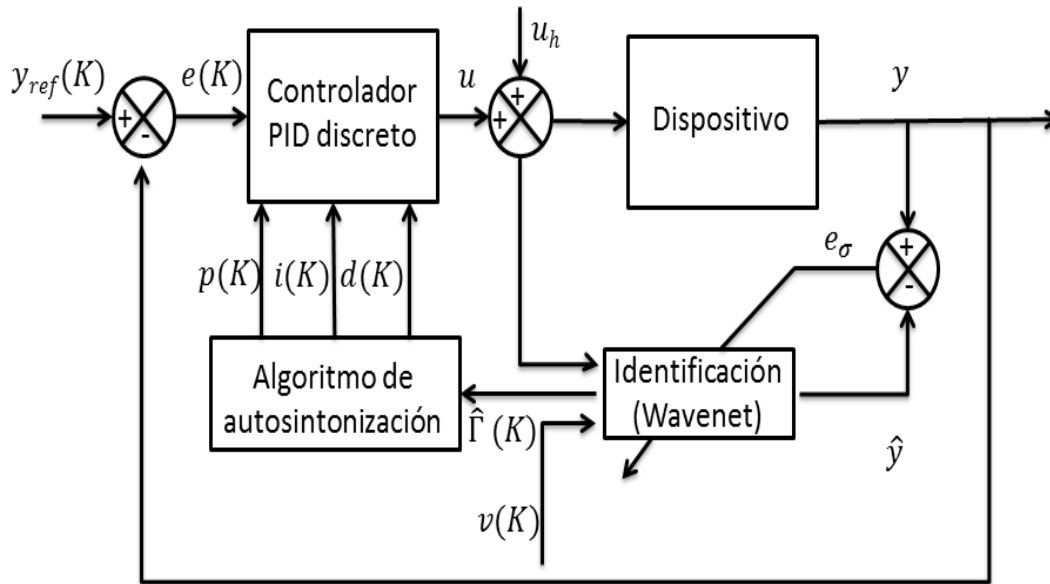 y_ref(K)
e(K)
Controlador
PID discreto
u
u_h
Dispositivo
y
+
-
+
+
p(K)
i(K)
d(K)
e_σ
+
-
Algoritmo de
autosintonización
Γ̂ (K)
Identificación
(Wavenet)
ŷ
v(K)